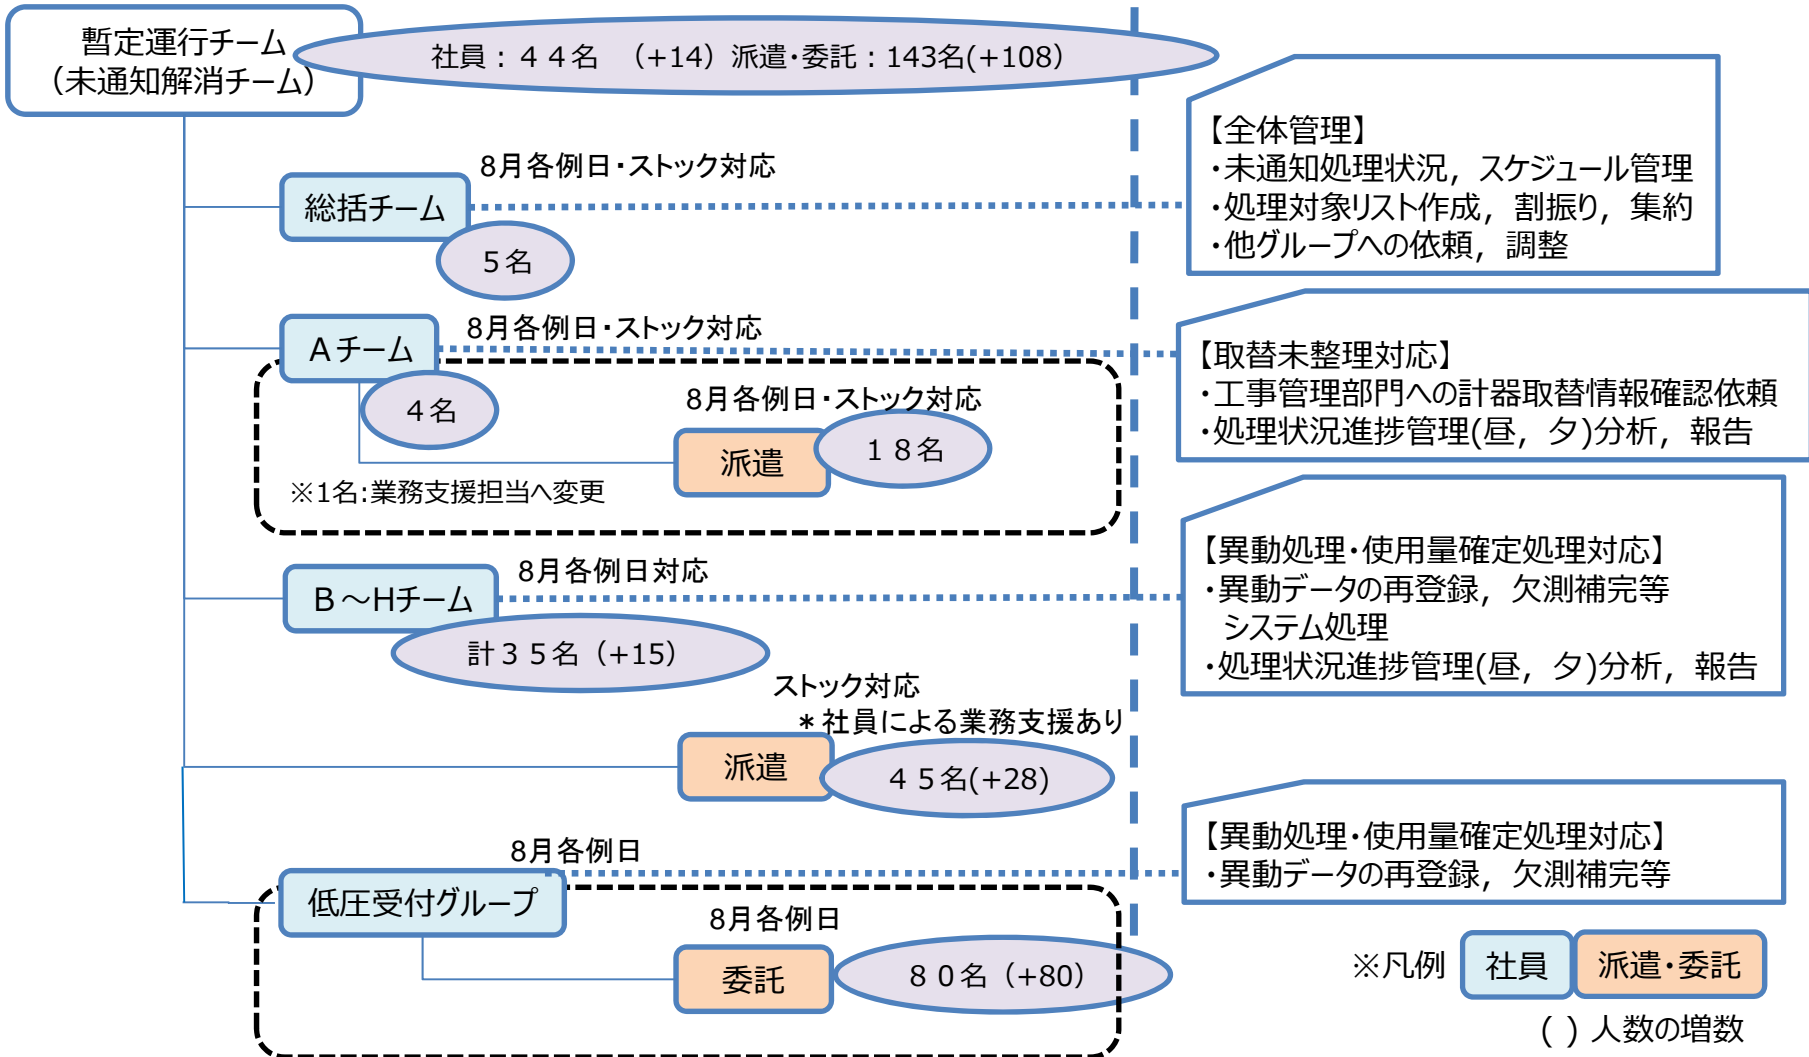 暫定運行チーム
（未通知解消チーム）
社員：４４名　（+14）派遣・委託：143名(+108）
総括チーム
8月各例日・ストック対応
５名
【全体管理】
・未通知処理状況，スケジュール管理
・処理対象リスト作成，割振り，集約
・他グループへの依頼，調整
Ａチーム
8月各例日・ストック対応
４名
8月各例日・ストック対応
派遣
１８名
※1名:業務支援担当へ変更
【取替未整理対応】
・工事管理部門への計器取替情報確認依頼
・処理状況進捗管理(昼，夕)分析，報告
Ｂ～Hチーム
8月各例日対応
計３５名（+15）
【異動処理・使用量確定処理対応】
・異動データの再登録，欠測補完等
システム処理
・処理状況進捗管理(昼，夕)分析，報告
ストック対応
＊社員による業務支援あり
派遣
４５名(+28)
低圧受付グループ
8月各例日
8月各例日
委託
８０名（+80）
【異動処理・使用量確定処理対応】
・異動データの再登録，欠測補完等
※凡例
社員
派遣・委託
( ) 人数の増数